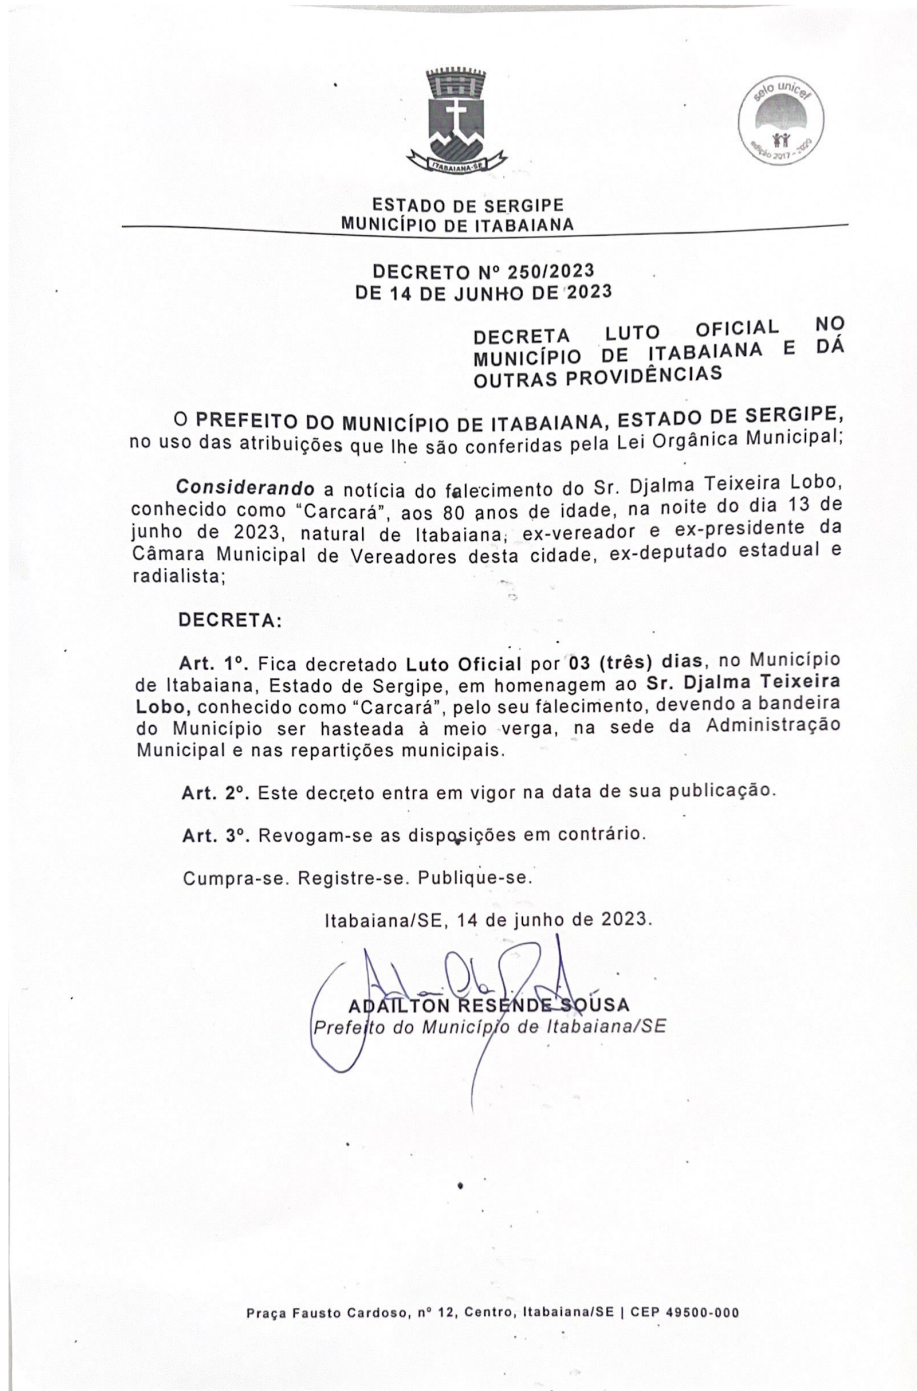 ITABAIANA-SE
selo unicef
edição 2017 - 2020
ESTADO DE SERGIPE
MUNICÍPIO DE ITABAIANA
DECRETO Nº 250/2023
DE 14 DE JUNHO DE 2023
DECRETA LUTO OFICIAL NO
MUNICÍPIO DE ITABAIANA E DÁ
OUTRAS PROVIDÊNCIAS
O PREFEITO DO MUNICÍPIO DE ITABAIANA, ESTADO DE SERGIPE,
no uso das atribuições que lhe são conferidas pela Lei Orgânica Municipal;
Considerando a notícia do falecimento do Sr. Djalma Teixeira Lobo,
conhecido como “Carcará”, aos 80 anos de idade, na noite do dia 13 de
junho de 2023, natural de Itabaiana, ex-vereador e ex-presidente da
Câmara Municipal de Vereadores desta cidade, ex-deputado estadual e
radialista;
DECRETA:
Art. 1º. Fica decretado Luto Oficial por 03 (três) dias, no Município
de Itabaiana, Estado de Sergipe, em homenagem ao Sr. Djalma Teixeira
Lobo, conhecido como “Carcará”, pelo seu falecimento, devendo a bandeira
do Município ser hasteada à meio verga, na sede da Administração
Municipal e nas repartições municipais.
Art. 2º. Este decreto entra em vigor na data de sua publicação.
Art. 3º. Revogam-se as disposições em contrário.
Cumpra-se. Registre-se. Publique-se.
Itabaiana/SE, 14 de junho de 2023.
ADAILTON RESENDE SOUSA
Prefeito do Município de Itabaiana/SE
Praça Fausto Cardoso, nº 12, Centro, Itabaiana/SE | CEP 49500-000